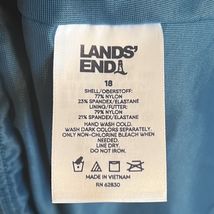 LANDS'
END
18
SHELL/OBERSTOFF:
77% NYLON
23% SPANDEX/ELASTANE
LINING/FUTTER:
79% NYLON
21% SPANDEX/ELASTANE
HAND WASH COLD.
WASH DARK COLORS SEPARATELY.
ONLY NON-CHLORINE BLEACH WHEN
NEEDED.
LINE DRY.
DO NOT IRON.
MADE IN VIETNAM
RN 62830